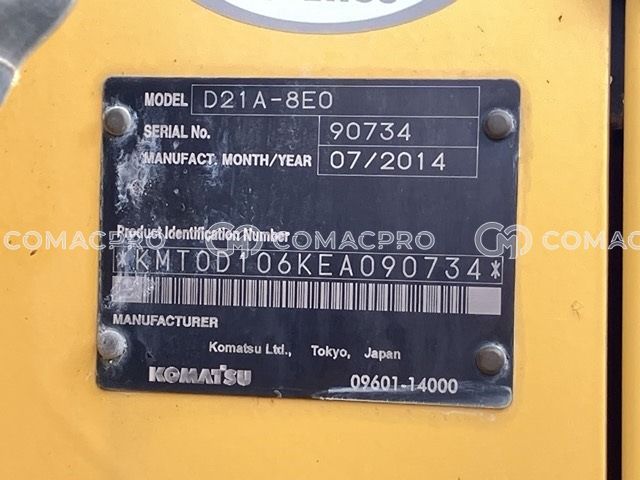 MODEL D21A-8E0
SERIAL No. 90734
MANUFACT. MONTH/YEAR 07/2014
Product Identification Number
COMACPRO COMACPRO COMACPRO
*KMT0D106KEA090734*
MANUFACTURER
Komatsu Ltd., Tokyo, Japan
KOMATSU 09601-14000